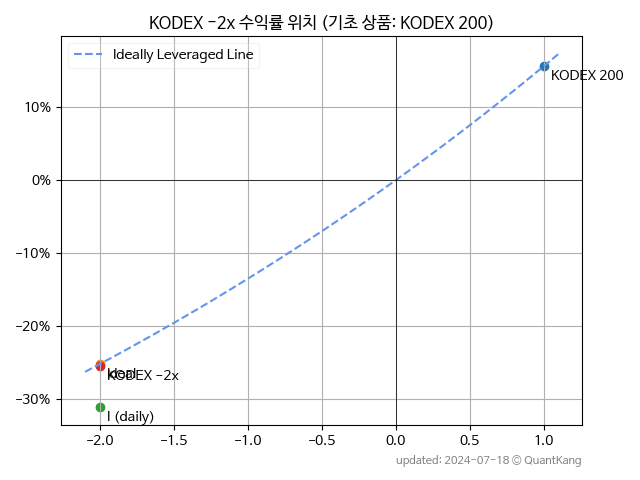 KODEX -2x 수익률 위치 (기초 상품: KODEX 200)
Ideally Leveraged Line
KODEX 200
10%
0%
-10%
-20%
-30%
KODEX -2x
I (daily)
-2.0 -1.5 -1.0 -0.5 0.0 0.5 1.0
updated: 2024-07-18 © QuantKang